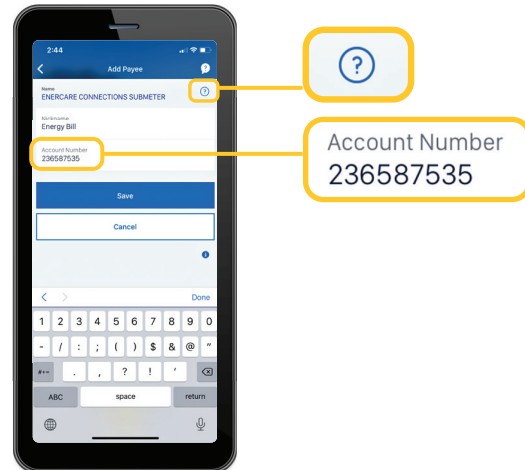 2:44
Add Payee
?
Name
ENERCARE CONNECTIONS SUBMETER
?
Nickname
Energy Bill
Account Number
236587535
Save
Cancel
i
Done
1 2 3 4 5 6 7 8 9 0
- / : ; ( ) $ & @ "
#+= . , ? ! '
ABC space return
?
Account Number
236587535